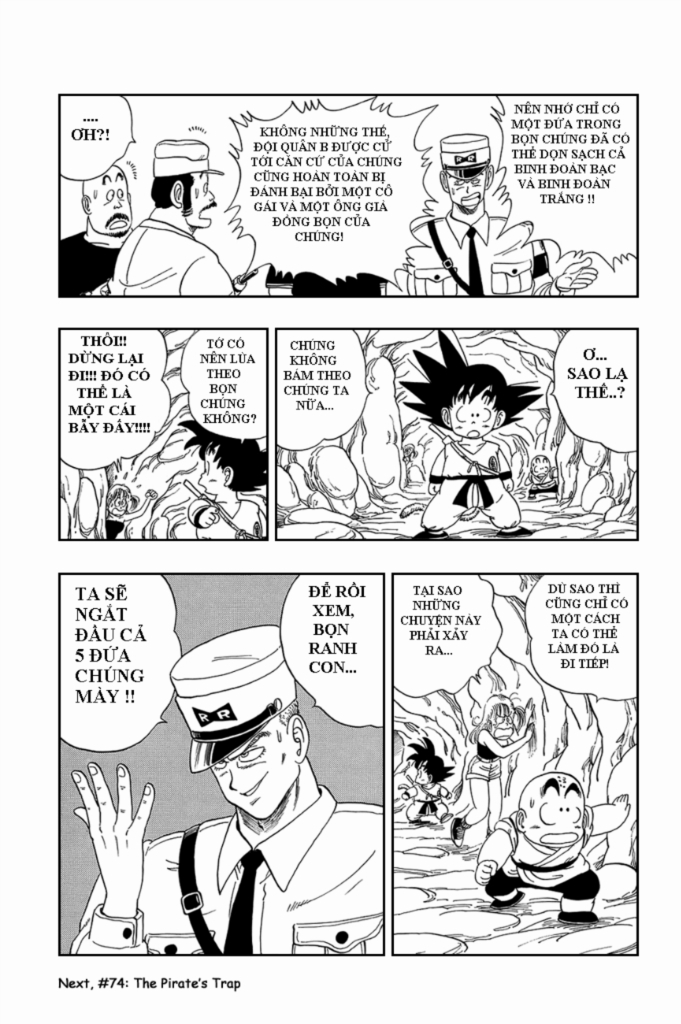 NÊN NHỚ CHỈ CÓ
MỘT ĐỨA TRONG
BỌN CHÚNG ĐÃ CÓ
THỂ DỌN SẠCH CẢ
BINH ĐOÀN BẠC
VÀ BINH ĐOÀN
TRẮNG !!
KHÔNG NHỮNG THẾ,
ĐỘI QUÂN B ĐƯỢC CỬ
TỚI CĂN CỨ CỦA CHÚNG
CŨNG HOÀN TOÀN BỊ
ĐÁNH BẠI BỞI MỘT CÔ
GÁI VÀ MỘT ÔNG GIÀ
ĐỒNG BỌN CỦA
CHÚNG!
....
ƠH?!
Ơ...
SAO LẠ
THẾ..?
CHÚNG
KHÔNG
BÁM THEO
CHÚNG TA
NỮA...
TỚ CÓ
NÊN LÙA
THEO
BỌN
CHÚNG
KHÔNG?
THÔI!!
DỪNG LẠI
ĐI!!! ĐÓ CÓ
THỂ LÀ
MỘT CÁI
BẪY ĐẤY!!!!
DÙ SAO THÌ
CŨNG CHỈ CÓ
MỘT CÁCH
TA CÓ THỂ
LÀM ĐÓ LÀ
ĐI TIẾP!
TẠI SAO
NHỮNG
CHUYỆN NÀY
PHẢI XẢY
RA...
ĐỂ RỒI
XEM,
BỌN
RANH
CON...
TA SẼ
NGẮT
ĐẦU CẢ
5 ĐỨA
CHÚNG
MÀY !!
RR
Next, #74: The Pirate's Trap